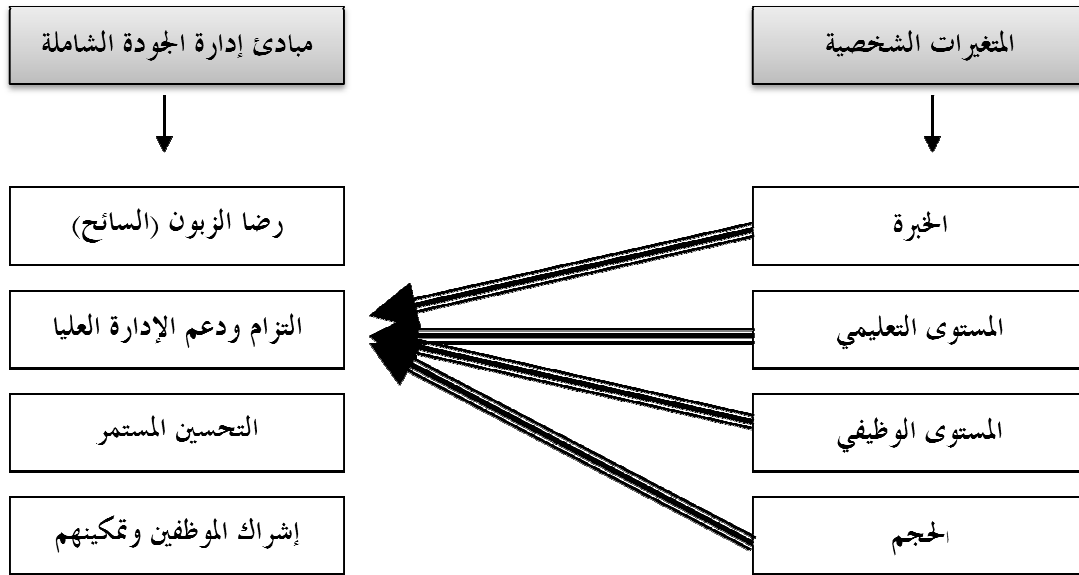 المتغيرات الشخصية
الخبرة
المستوى التعليمي
المستوى الوظيفي
الحجم
مبادئ إدارة الجودة الشاملة
رضا الزبون (السائح)
التزام ودعم الإدارة العليا
التحسين المستمر
إشراك الموظفين وتمكينهم